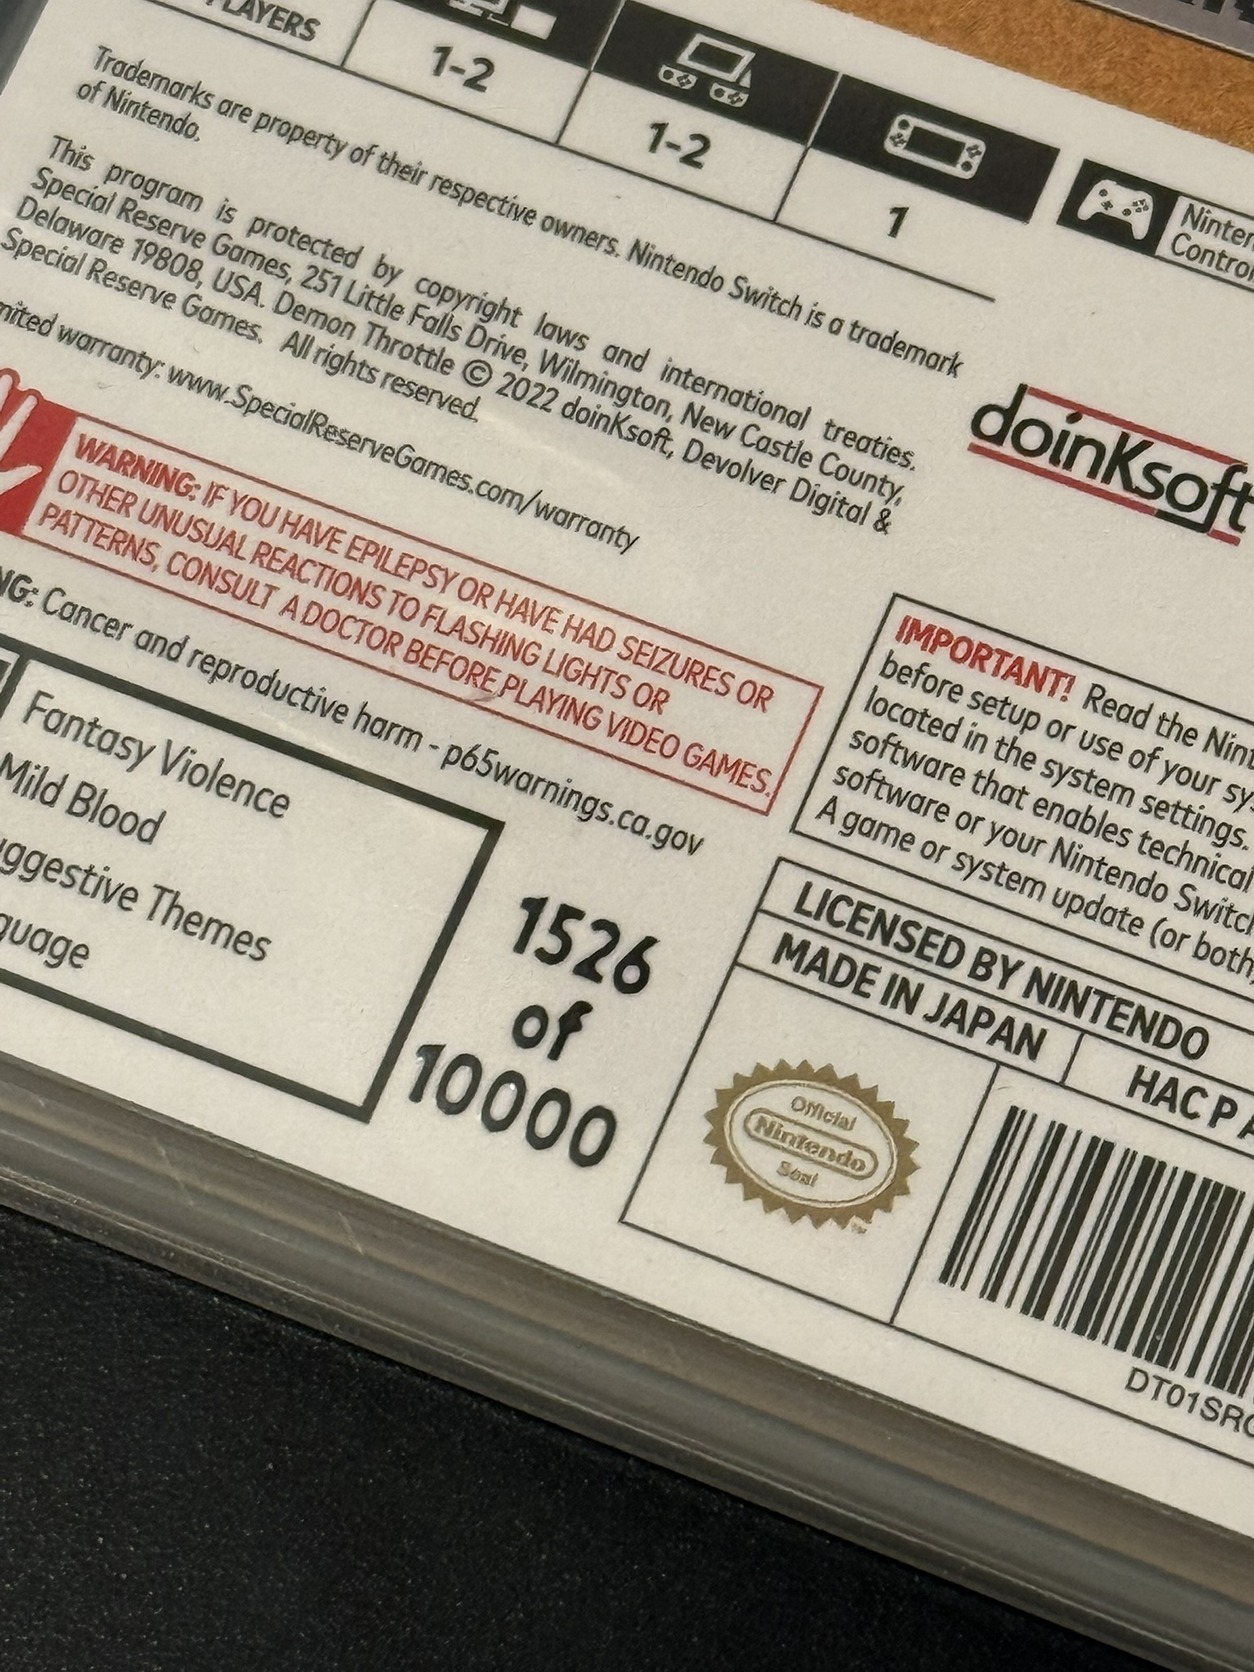 PLAYERS
1-2
1-2
1
Trademarks are property of their respective owners. Nintendo Switch is a trademark
of Nintendo.
This program is protected by copyright laws and international treaties.
Special Reserve Games, 251 Little Falls Drive, Wilmington, New Castle County,
Delaware 19808, USA. Demon Throttle © 2022 doinKsoft, Devolver Digital &
Special Reserve Games. All rights reserved.
warranty: www.SpecialReserveGames.com/warranty
doinKsoft
WARNING: IF YOU HAVE EPILEPSY OR HAVE HAD SEIZURES OR
OTHER UNUSUAL REACTIONS TO FLASHING LIGHTS OR
PATTERNS, CONSULT A DOCTOR BEFORE PLAYING VIDEO GAMES.
Cancer and reproductive harm - p65warnings.ca.gov
Fantasy Violence
Mild Blood
Themes
1526
of
10000
IMPORTANT! Read the
before setup or use of your
located in the system settings.
software that enables technical
software or your Nintendo Switch
A game or system update (or both,
LICENSED BY NINTENDO
MADE IN JAPAN
HAC P
Official
Nintendo
Seal
TM